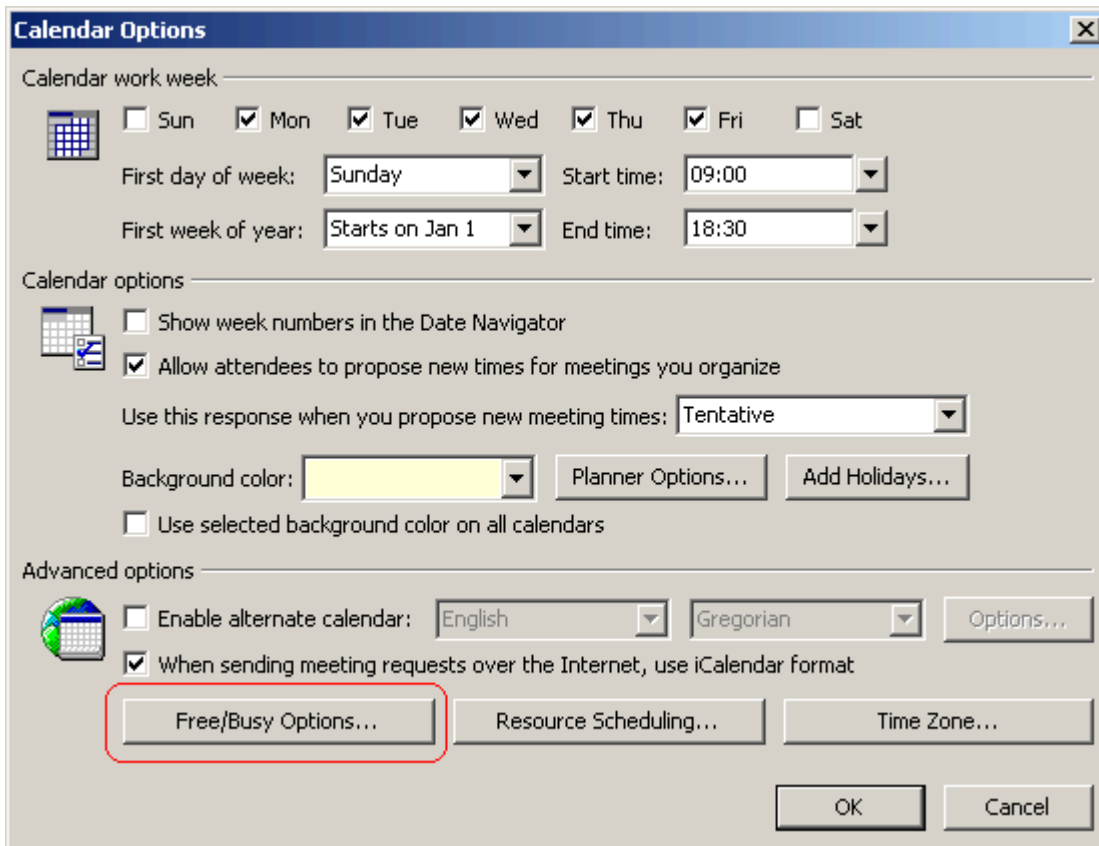 Calendar Options
Calendar work week
Sun Mon Tue Wed Thu Fri Sat
First day of week: Sunday Start time: 09:00
First week of year: Starts on Jan 1 End time: 18:30
Calendar options
Show week numbers in the Date Navigator
Allow attendees to propose new times for meetings you organize
Use this response when you propose new meeting times: Tentative
Background color: Planner Options... Add Holidays...
Use selected background color on all calendars
Advanced options
Enable alternate calendar: English Gregorian Options...
When sending meeting requests over the Internet, use iCalendar format
Free/Busy Options... Resource Scheduling... Time Zone...
OK Cancel